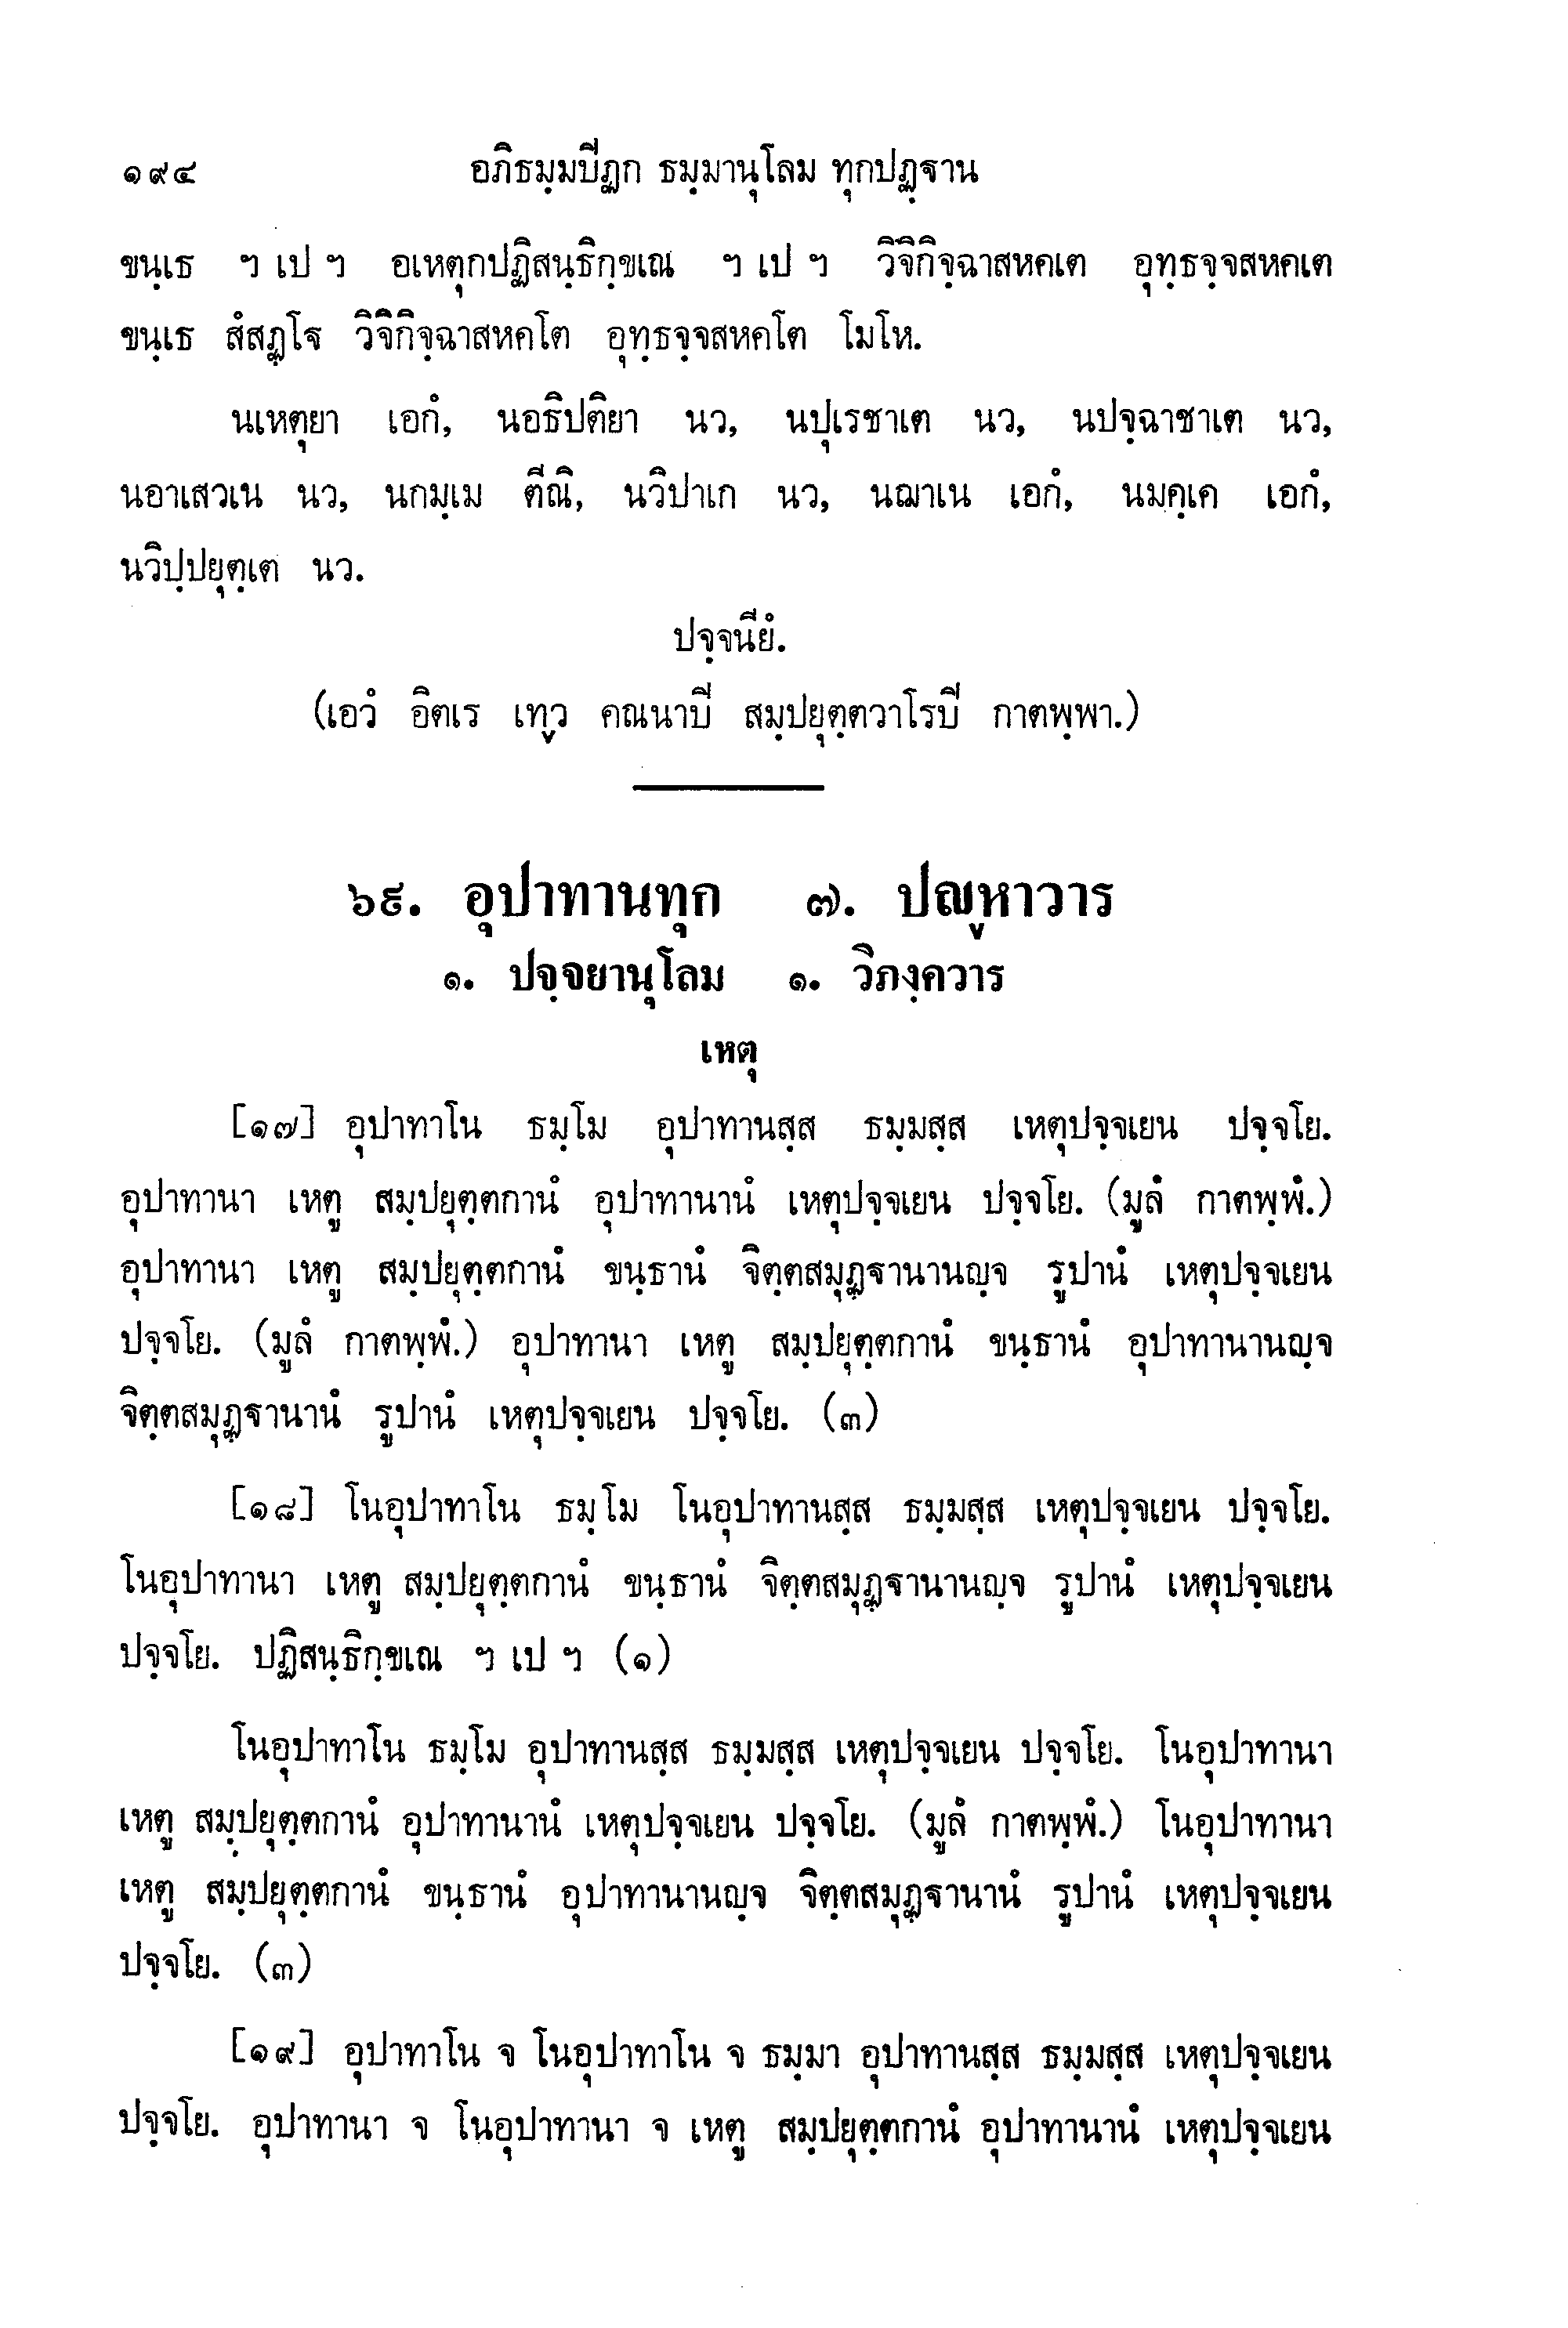 ๑๙๔ อภิธมฺมปิฏก ธมฺมานุโลม ทุกปฏฺฐาน
ขนฺเธ ฯ เป ฯ อเหตุกปฏิสนฺธิกฺขเณ ฯ เป ฯ วิจิกิจฺฉาสหคเต อุทฺธจฺจสหคเต
ขนฺเธ สํสฏฺโฐ วิจิกิจฺฉาสหคโต อุทฺธจฺจสหคโต โมโห.
นเหตุยา เอกํ, นอธิปติยา นว, นปุเรชาเต นว, นปจฺฉาชาเต นว,
นอาเสวเน นว, นกมฺเม ตีณิ, นวิปาเก นว, นฌาเน เอกํ, นมคฺเค เอกํ,
นวิปฺปยุตฺเต นว.
ปจฺจนียํ.
(เอวํ อิตเร เทฺว คณนาปิ สมฺปยุตฺตวาโรปิ กาตพฺพา.)
๖๙. อุปาทานทุก ๗. ปญฺหาวาร
๑. ปจฺจยานุโลม ๑. วิภงฺควาร
เหตุ
[๑๗] อุปาทาโน ธมฺโม อุปาทานสฺส ธมฺมสฺส เหตุปจฺจเยน ปจฺจโย.
อุปาทานา เหตู สมฺปยุตฺตกานํ อุปาทานานํ เหตุปจฺจเยน ปจฺจโย. (มูลํ กาตพฺพํ.)
อุปาทานา เหตู สมฺปยุตฺตกานํ ขนฺธานํ จิตฺตสมุฏฺฐานานญฺจ รูปานํ เหตุปจฺจเยน
ปจฺจโย. (มูลํ กาตพฺพํ.) อุปาทานา เหตู สมฺปยุตฺตกานํ ขนฺธานํ อุปาทานานญฺจ
จิตฺตสมุฏฺฐานานํ รูปานํ เหตุปจฺจเยน ปจฺจโย. (๓)
[๑๘] โนอุปาทาโน ธมฺโม โนอุปาทานสฺส ธมฺมสฺส เหตุปจฺจเยน ปจฺจโย.
โนอุปาทานา เหตู สมฺปยุตฺตกานํ ขนฺธานํ จิตฺตสมุฏฺฐานานญฺจ รูปานํ เหตุปจฺจเยน
ปจฺจโย. ปฏิสนฺธิกฺขเณ ฯ เป ฯ (๑)
โนอุปาทาโน ธมฺโม อุปาทานสฺส ธมฺมสฺส เหตุปจฺจเยน ปจฺจโย. โนอุปาทานา
เหตู สมฺปยุตฺตกานํ อุปาทานานํ เหตุปจฺจเยน ปจฺจโย. (มูลํ กาตพฺพํ.) โนอุปาทานา
เหตู สมฺปยุตฺตกานํ ขนฺธานํ อุปาทานานญฺจ จิตฺตสมุฏฺฐานานํ รูปานํ เหตุปจฺจเยน
ปจฺจโย. (๓)
[๑๙] อุปาทาโน จ โนอุปาทาโน จ ธมฺมา อุปาทานสฺส ธมฺมสฺส เหตุปจฺจเยน
ปจฺจโย. อุปาทานา จ โนอุปาทานา จ เหตู สมฺปยุตฺตกานํ อุปาทานานํ เหตุปจฺจเยน